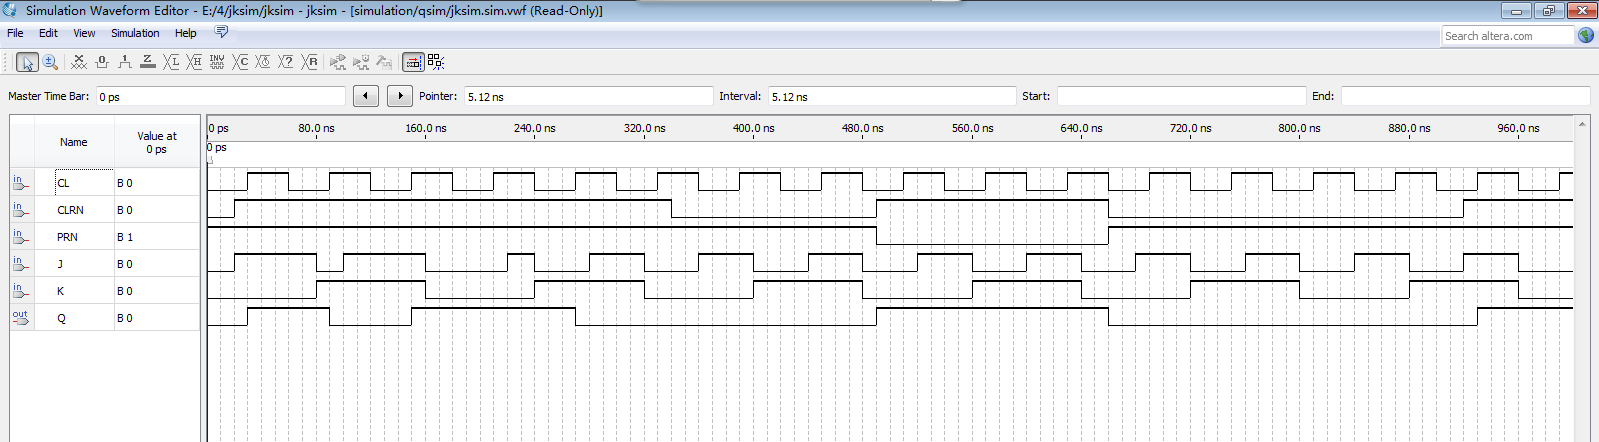 Simulation Waveform Editor - E:/4/jksim/jksim - jksim - [simulation/qsim/jksim.sim.vwf (Read-Only)]
File Edit View Simulation Help
Search altera.com
Master Time Bar: 0 ps Pointer: 5.12 ns Interval: 5.12 ns Start: End:
Name Value at 0 ps
0 ps 80.0 ns 160.0 ns 240.0 ns 320.0 ns 400.0 ns 480.0 ns 560.0 ns 640.0 ns 720.0 ns 800.0 ns 880.0 ns 960.0 ns
0 ps
in CL B 0
in CLRN B 0
in PRN B 1
in J B 0
in K B 0
out Q B 0